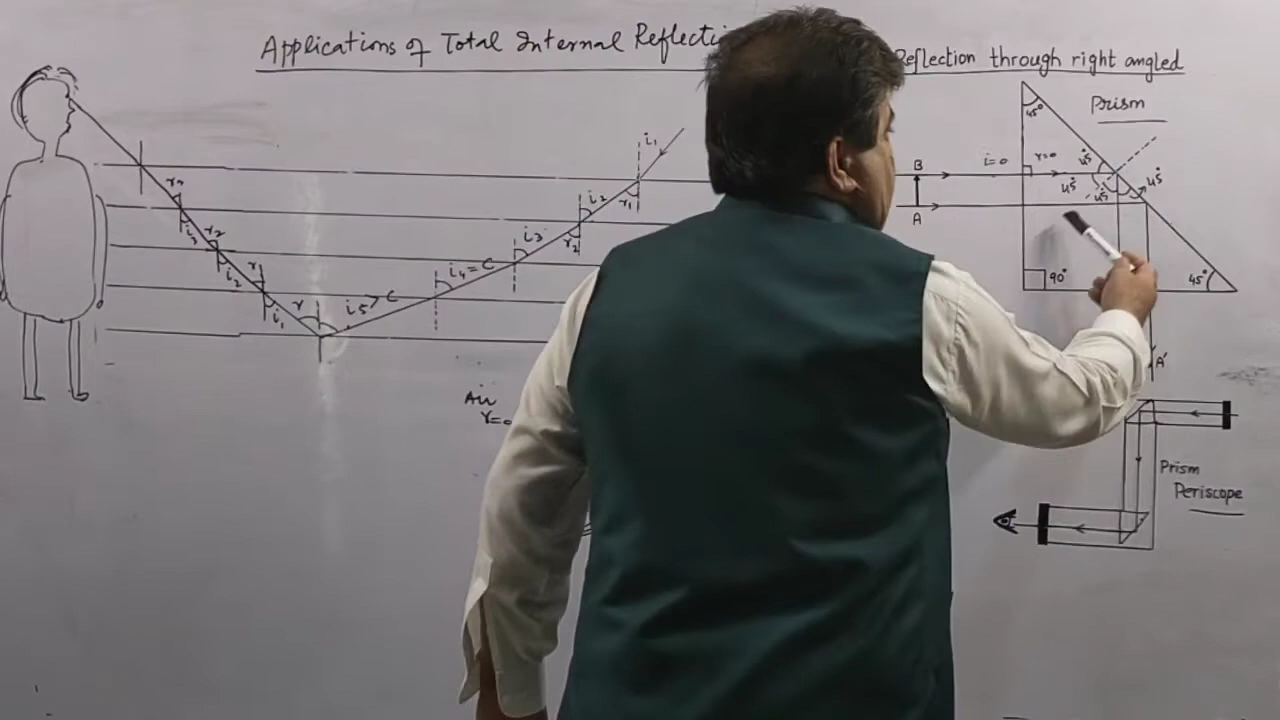 Applications of Total Internal Reflecti
Reflection through right angled
Prism
45°
B
i=0
r=0
45°
45°
45°
45°
A
90°
45°
A'
i₁
r₁
i₂
r₂
i₃
i₄=C
i₅>C
r
i₁
r₁
i₂
r₂
i₃
r₃
Air
r=0
Prism
Periscope